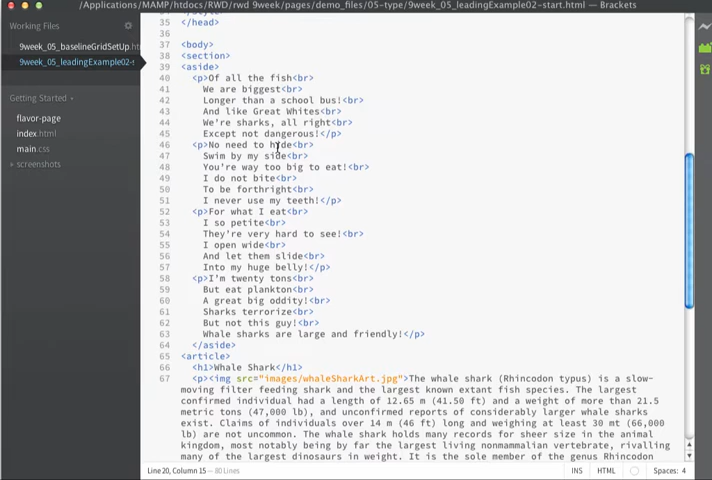 /Applications/MAMP/htdocs/RWD/rwd 9week/pages/demo_files/05-type/9week_05_leadingExample02-start.html — Brackets
Working Files
9week_05_baselineGridSetUp.ht
9week_05_leadingExample02-s
Getting Started
flavor-page
index.html
main.css
screenshots
35 </head>
36
37 <body>
38 <section>
39 <aside>
40 <p>Of all the fish<br>
41 We are biggest<br>
42 Longer than a school bus!<br>
43 And like Great Whites<br>
44 We're sharks, all right<br>
45 Except not dangerous!</p>
46 <p>No need to hyde<br>
47 Swim by my side<br>
48 You're way too big to eat!<br>
49 I do not bite<br>
50 To be forthright<br>
51 I never use my teeth!</p>
52 <p>For what I eat<br>
53 I so petite<br>
54 They're very hard to see!<br>
55 I open wide<br>
56 And let them slide<br>
57 Into my huge belly!</p>
58 <p>I'm twenty tons<br>
59 But eat plankton<br>
60 A great big oddity!<br>
61 Sharks terrorize<br>
62 But not this guy!<br>
63 Whale sharks are large and friendly!</p>
64 </aside>
65 <article>
66 <h1>Whale Shark</h1>
67 <p><img src="images/whaleSharkArt.jpg">The whale shark (Rhincodon typus) is a slow-
moving filter feeding shark and the largest known extant fish species. The largest
confirmed individual had a length of 12.65 m (41.50 ft) and a weight of more than 21.5
metric tons (47,000 lb), and unconfirmed reports of considerably larger whale sharks
exist. Claims of individuals over 14 m (46 ft) long and weighing at least 30 mt (66,000
lb) are not uncommon. The whale shark holds many records for sheer size in the animal
kingdom, most notably being by far the largest living nonmammalian vertebrate, rivalling
many of the largest dinosaurs in weight. It is the sole member of the genus Rhincodon
Line 20, Column 15 — 80 Lines
INS HTML Spaces: 4